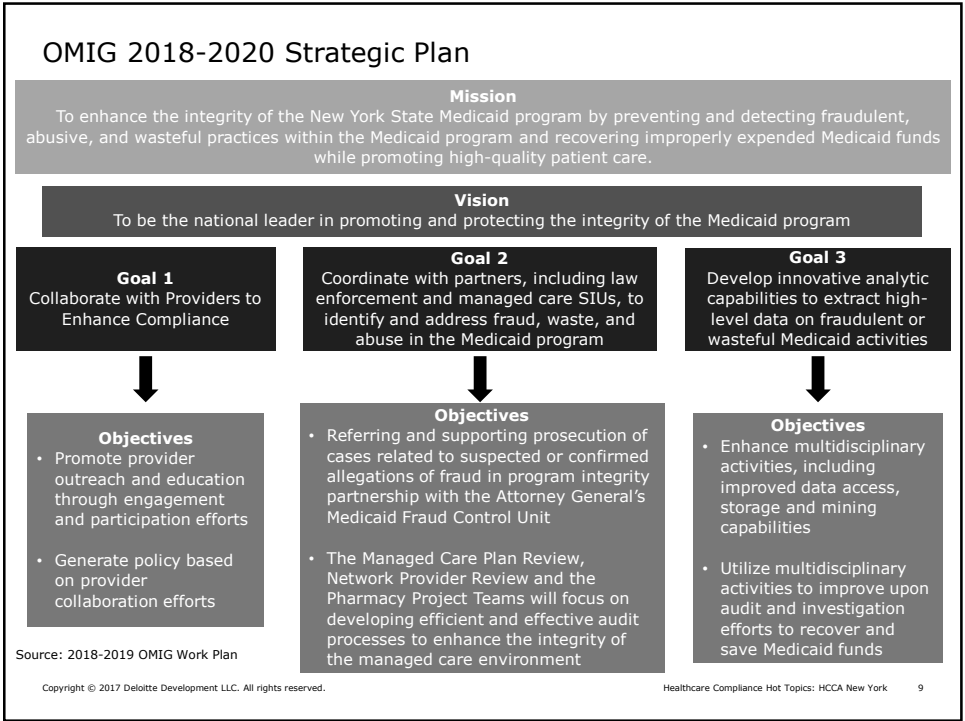 OMIG 2018-2020 Strategic Plan
Mission
To enhance the integrity of the New York State Medicaid program by preventing and detecting fraudulent,
abusive, and wasteful practices within the Medicaid program and recovering improperly expended Medicaid funds
while promoting high-quality patient care.
Vision
To be the national leader in promoting and protecting the integrity of the Medicaid program
Goal 1
Collaborate with Providers to
Enhance Compliance
Goal 2
Coordinate with partners, including law
enforcement and managed care SIUs, to
identify and address fraud, waste, and
abuse in the Medicaid program
Goal 3
Develop innovative analytic
capabilities to extract high-
level data on fraudulent or
wasteful Medicaid activities
Objectives
• Promote provider
outreach and education
through engagement
and participation efforts
• Generate policy based
on provider
collaboration efforts
Objectives
• Referring and supporting prosecution of
cases related to suspected or confirmed
allegations of fraud in program integrity
partnership with the Attorney General’s
Medicaid Fraud Control Unit
• The Managed Care Plan Review,
Network Provider Review and the
Pharmacy Project Teams will focus on
developing efficient and effective audit
processes to enhance the integrity of
the managed care environment
Objectives
• Enhance multidisciplinary
activities, including
improved data access,
storage and mining
capabilities
• Utilize multidisciplinary
activities to improve upon
audit and investigation
efforts to recover and
save Medicaid funds
Source: 2018-2019 OMIG Work Plan
Copyright © 2017 Deloitte Development LLC. All rights reserved.
Healthcare Compliance Hot Topics: HCCA New York 9